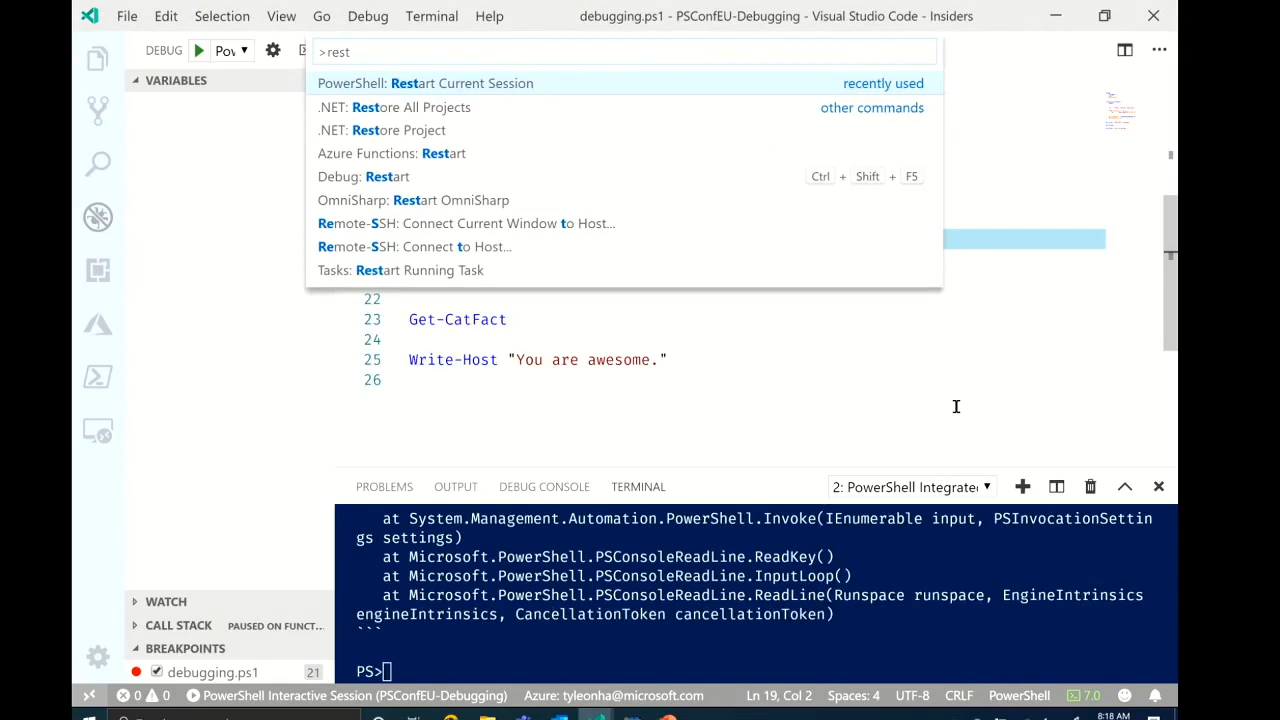 File Edit Selection View Go Debug Terminal Help debugging.ps1 - PSConfEU-Debugging - Visual Studio Code - Insiders
DEBUG Pov
>rest
VARIABLES
PowerShell: Restart Current Session recently used
.NET: Restore All Projects other commands
.NET: Restore Project
Azure Functions: Restart
Debug: Restart Ctrl + Shift + F5
OmniSharp: Restart OmniSharp
Remote-SSH: Connect Current Window to Host...
Remote-SSH: Connect to Host...
Tasks: Restart Running Task
22
23 Get-CatFact
24
25 Write-Host "You are awesome."
26
PROBLEMS OUTPUT DEBUG CONSOLE TERMINAL 2: PowerShell Integrate
at System.Management.Automation.PowerShell.Invoke(IEnumerable input, PSInvocationSettin
gs settings)
at Microsoft.PowerShell.PSConsoleReadLine.ReadKey()
at Microsoft.PowerShell.PSConsoleReadLine.InputLoop()
at Microsoft.PowerShell.PSConsoleReadLine.ReadLine(Runspace runspace, EngineIntrinsics
engineIntrinsics, CancellationToken cancellationToken)
```
PS>
WATCH
CALL STACK PAUSED ON FUNCT...
BREAKPOINTS
debugging.ps1 21
0 0 PowerShell Interactive Session (PSConfEU-Debugging) Azure: tyleonha@microsoft.com Ln 19, Col 2 Spaces: 4 UTF-8 CRLF PowerShell 7.0
8:18 AM